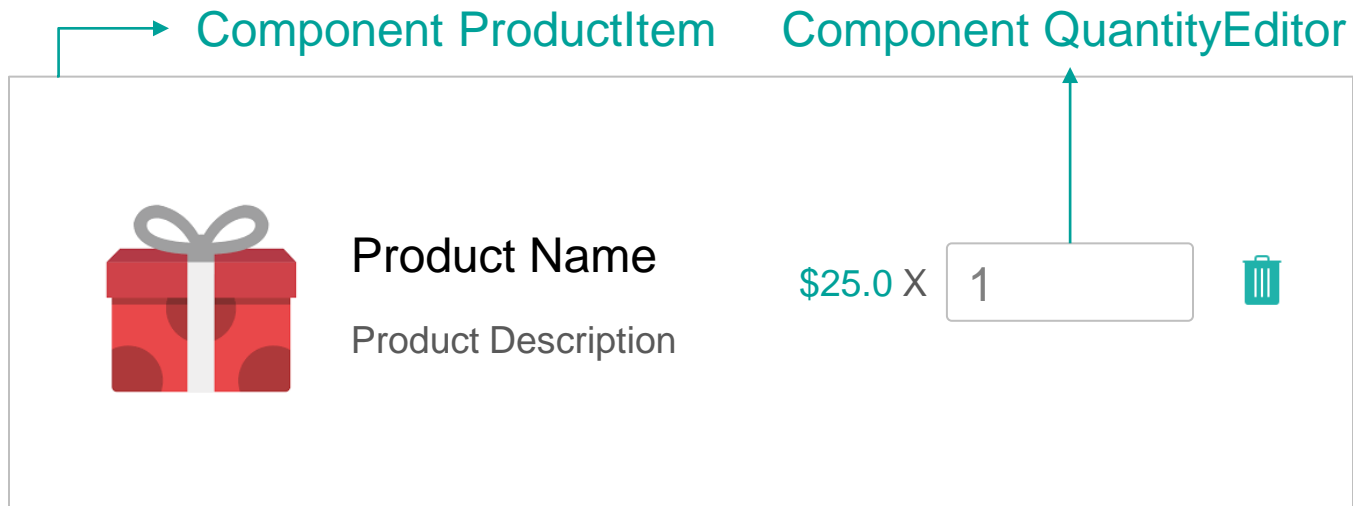 Component ProductItem
Component QuantityEditor
Product Name
Product Description
$25.0 X
1